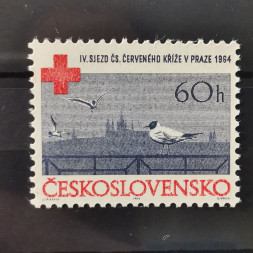 IV. SJEZD ČS. ČERVENÉHO KŘÍŽE V PRAZE 1964
60h
ČESKOSLOVENSKO